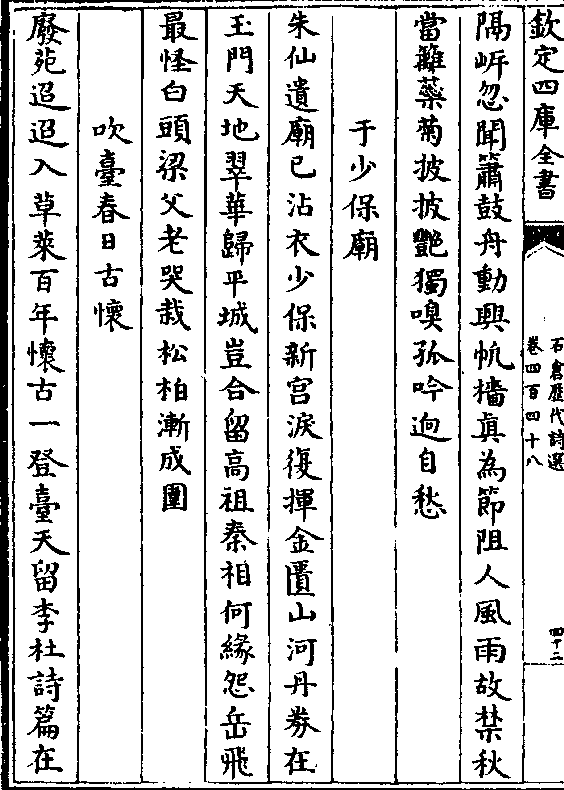 欽定四庫全書
石倉歷代詩選
卷四百四十八
四十二
隔岍忽聞簫鼓舟動興帆檣真為節阻人風雨故禁秋
當籬蘂菊披披艷獨嗅孤吟逈自愁
于少保廟
朱仙遺廟已沾衣少保新宫淚復揮金匱山河丹券在
玉門天地翠華歸平城豈合留高祖秦相何緣怨岳飛
最怪白頭梁父老哭栽松柏漸成圍
吹臺春日古懷
廢苑迢迢入草萊百年懷古一登臺天留李杜詩篇在